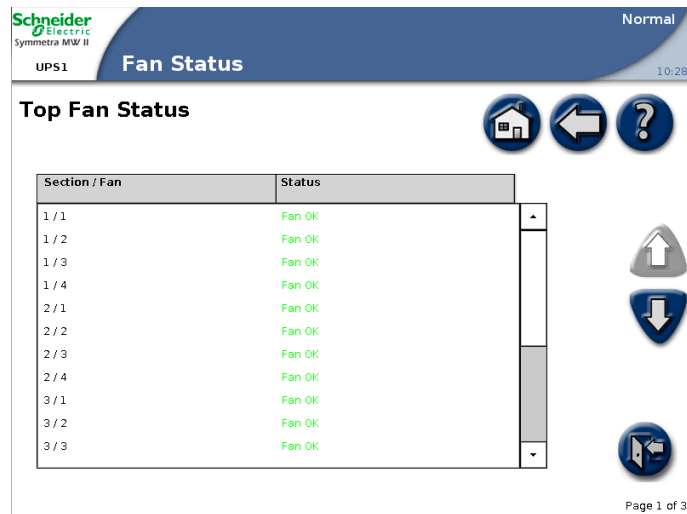 Schneider
Electric
Symmetra MW II
UPS1
Fan Status
Normal
10:28
Top Fan Status
?
Section / Fan Status
1 / 1 Fan OK
1 / 2 Fan OK
1 / 3 Fan OK
1 / 4 Fan OK
2 / 1 Fan OK
2 / 2 Fan OK
2 / 3 Fan OK
2 / 4 Fan OK
3 / 1 Fan OK
3 / 2 Fan OK
3 / 3 Fan OK
Page 1 of 3